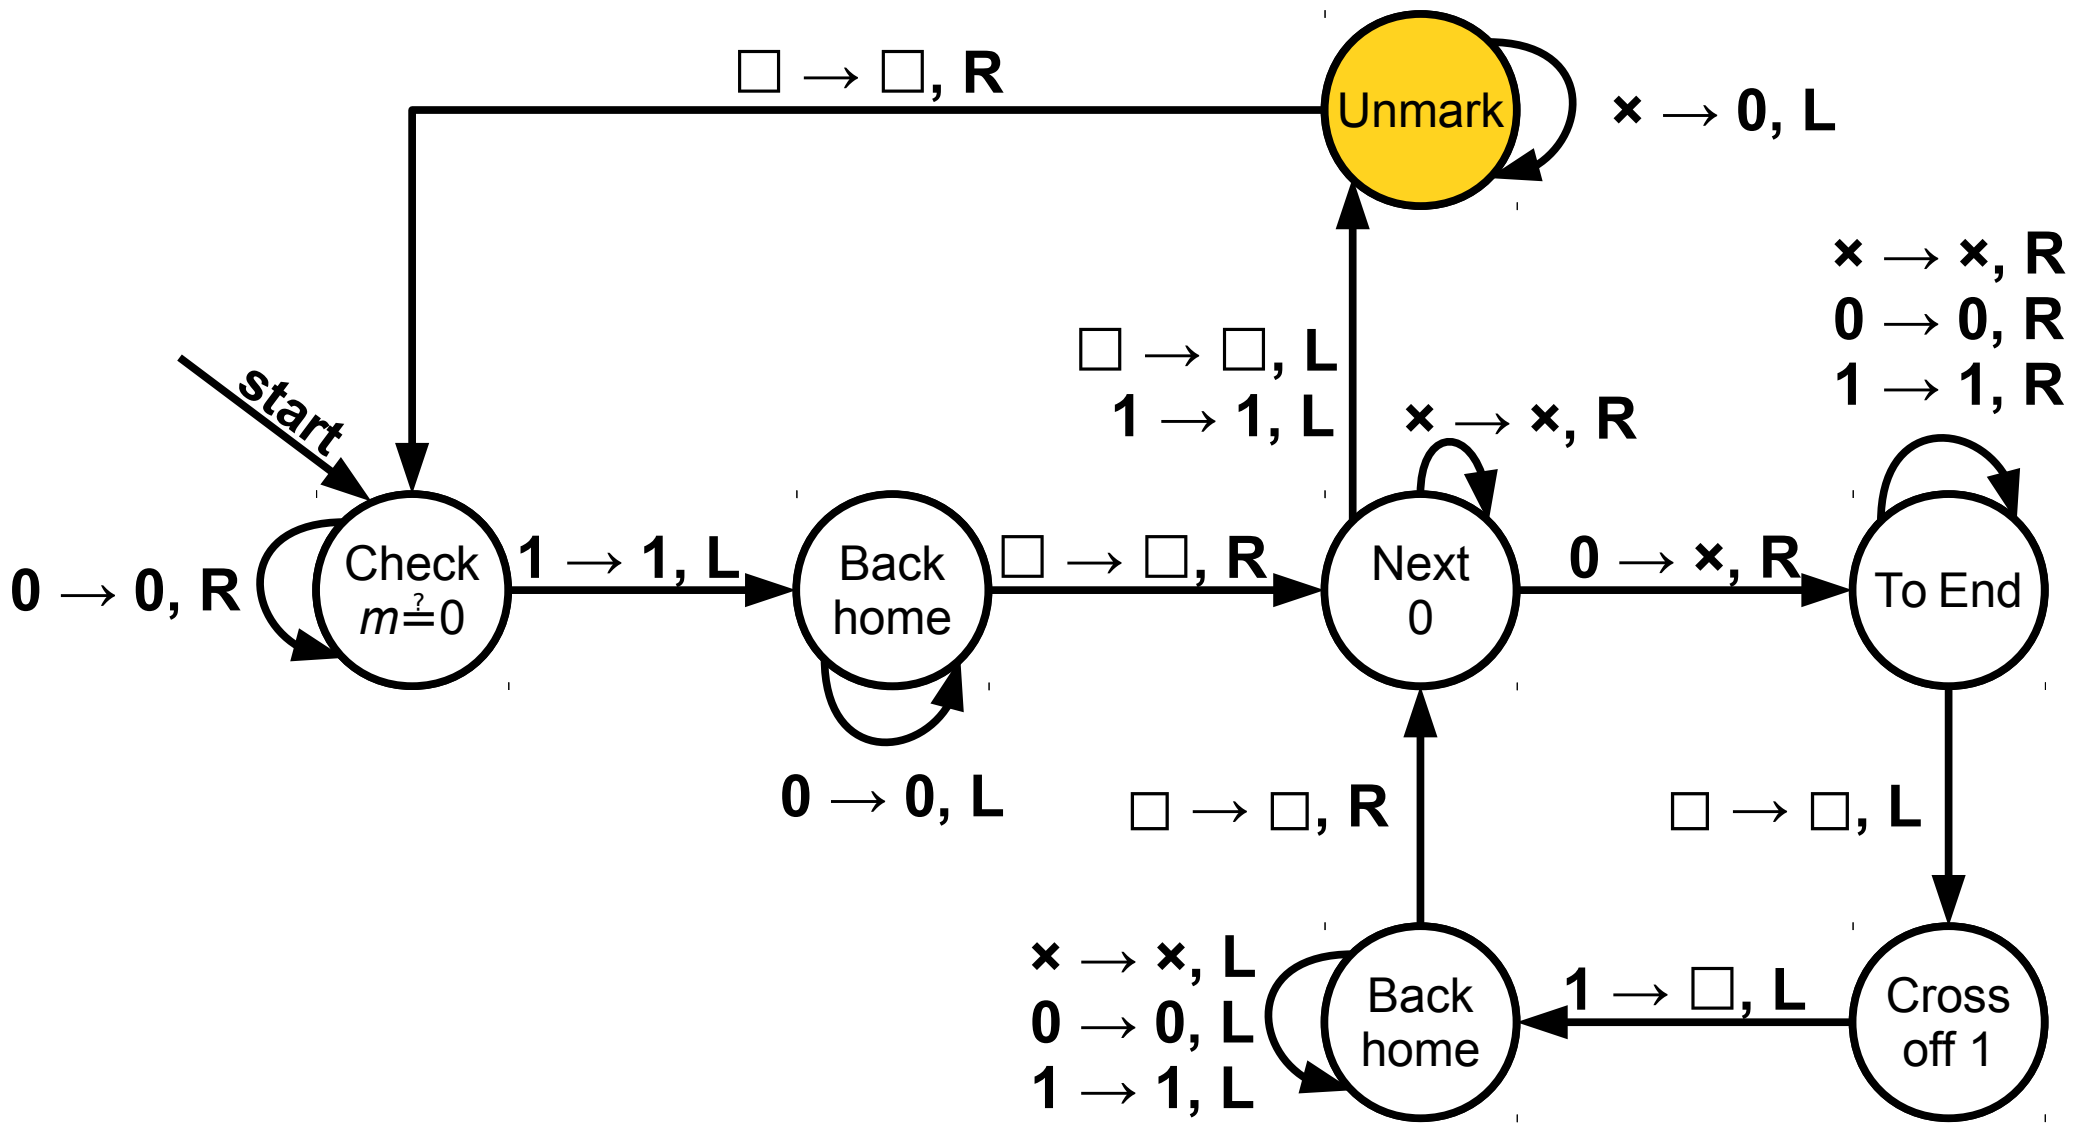 □ → □, R
Unmark
× → 0, L
× → ×, R
0 → 0, R
1 → 1, R
□ → □, L
1 → 1, L
× → ×, R
start
0 → 0, R
Check
m≟0
1 → 1, L
Back
home
□ → □, R
Next
0
0 → ×, R
To End
0 → 0, L
□ → □, R
□ → □, L
× → ×, L
0 → 0, L
1 → 1, L
Back
home
1 → □, L
Cross
off 1